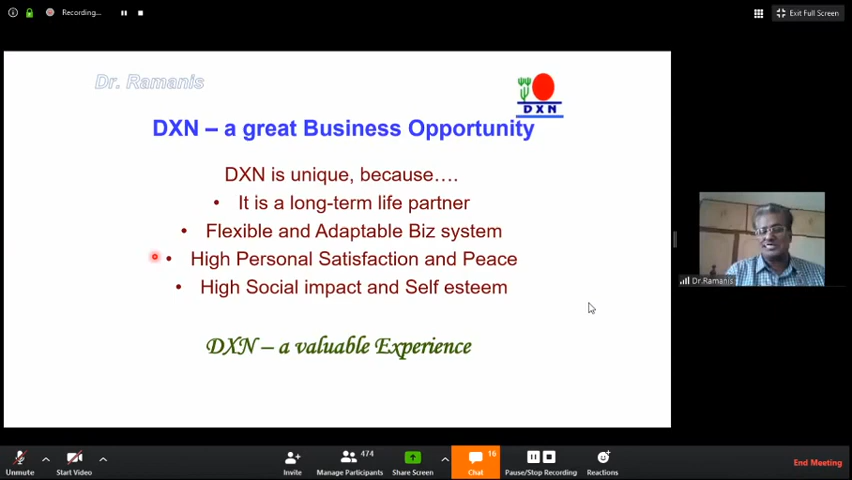 Recording...
Exit Full Screen
Dr. Ramanis
DXN
DXN – a great Business Opportunity
DXN is unique, because….
• It is a long-term life partner
• Flexible and Adaptable Biz system
• High Personal Satisfaction and Peace
• High Social impact and Self esteem
DXN – a valuable Experience
Dr.Ramanis
474
16
Unmute
Start Video
Invite
Manage Participants
Share Screen
Chat
Pause/Stop Recording
Reactions
End Meeting